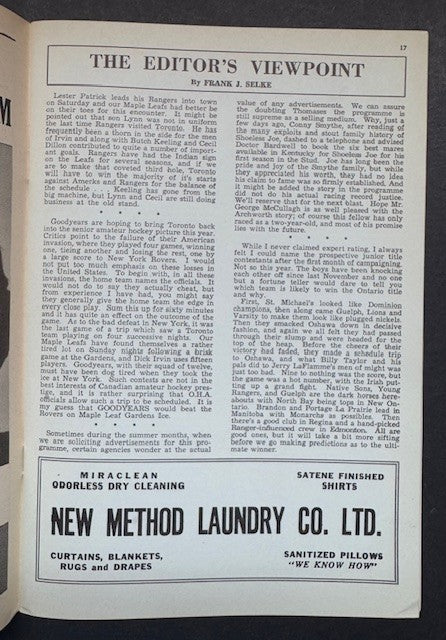 17
THE EDITOR'S VIEWPOINT
By FRANK J. SELKE
Lester Patrick leads his Rangers into town
on Saturday and our Maple Leafs had better be
on their toes for this encounter. It might be
pointed out that son Lynn was not in uniform
the last time Rangers visited Toronto. He has
frequently been a thorn in the side for the men
of Irvin and along with Butch Keeling and Cecil
Dillon contributed to quite a number of import-
ant goals. Rangers have had the Indian sign
on the Leafs for several seasons, and if we
are to make that coveted third hole, Toronto
will have to win the majority of its starts
against Amerks and Rangers for the balance of
the schedule . . . Keeling has gone from the
big machine, but Lynn and Cecil are still doing
business at the old stand.
• • •
Goodyears are hoping to bring Toronto back
into the senior amateur hockey picture this year.
Critics point to the failure of their American
invasion, where they played four games, winning
one, tieing another and losing the rest, one by
a large score to New York Rovers. I would
not put too much emphasis on these losses in
the United States. To begin with, in all these
invasions, the home team names the officials. It
would not do to say they actually cheat, but
from experience I have had, you might say
they generally give the home team the edge in
every close play. Sum this up for sixty minutes
and it has quite an effect on the outcome of the
game. As to the bad defeat in New York, it was
the last game of a trip which saw a Toronto
team playing on four successive nights. Our
Maple Leafs have found themselves a rather
tired lot on Sunday nights following a brisk
game at the Gardens, and Dick Irvin uses fifteen
players. Goodyears, with their squad of twelve,
must have been dog tired when they took the
ice at New York. Such contests are not in the
best interests of Canadian amateur hockey pres-
tige, and it is rather surprising that O.H.A.
officials allow such a trip to be scheduled. It is
my guess that GOODYEARS would beat the
Rovers on Maple Leaf Gardens Ice.
• • •
Sometimes during the summer months, when
we are soliciting advertisements for this pro-
gramme, certain agencies wonder at the actual
value of any advertisements. We can assure
the doubting Thomases the programme is
still supreme as a selling medium. Why, just a
few days ago, Conny Smythe, after reading of
the many exploits and about family history of
Shoeless Joe, dashed to a telephone and advised
Doctor Bardwell to book the six best mares
available in Kentucky for Shoeless Joe for his
first season in the Stud. Joe has long been the
pride and joy of the Smythe family, but while
they appreciated his worth, they had no idea
his claim to fame was so firmly established. And
it might be added the story in the programme
did not do his actual racing record justice.
We'll reserve that for the next blast. Hope Mr.
George McCullagh is as well pleased with the
Archworth story; of course this fellow has only
raced as a two-year-old, and most of his promise
lies with the future.
• • •
While I never claimed expert rating, I always
felt I could name the prospective junior title
contestants after the first month of campaigning.
Not so this year. The boys have been knocking
each other off since last November and no one
but a fortune teller would dare to tell you
which team is likely to win the Ontario title
and why.
First, St. Michael's looked like Dominion
champions, then along came Guelph, Lions and
Varsity to make them look like plugged nickels.
Then they smacked Oshawa down in decisive
fashion, and again we all felt they had passed
through their slump and were headed for the
top of the heap. Before the cheers of their
victory had faded, they made a schedule trip
to Oshawa, and what Billy Taylor and his
pals did to Jerry LaFlamme's men of might was
just too bad. Nine to nothing was the score, but
the game was a hot number, with the Irish put-
ting up a grand fight. Native Sons, Young
Rangers, and Guelph are the dark horses here-
abouts with North Bay being tops in New On-
tario. Brandon and Portage La Prairie lead in
Manitoba with Monarchs as possibles. Then
there's a good club in Regina and a hand-picked
Ranger-influenced crew in Edmonton. All are
good ones, but it will take a bit more sifting
before we go making predictions as to the ulti-
mate winner.
MIRACLEAN
ODORLESS DRY CLEANING
SATENE FINISHED
SHIRTS
NEW METHOD LAUNDRY CO. LTD.
CURTAINS, BLANKETS,
RUGS and DRAPES
SANITIZED PILLOWS
"WE KNOW HOW"
M